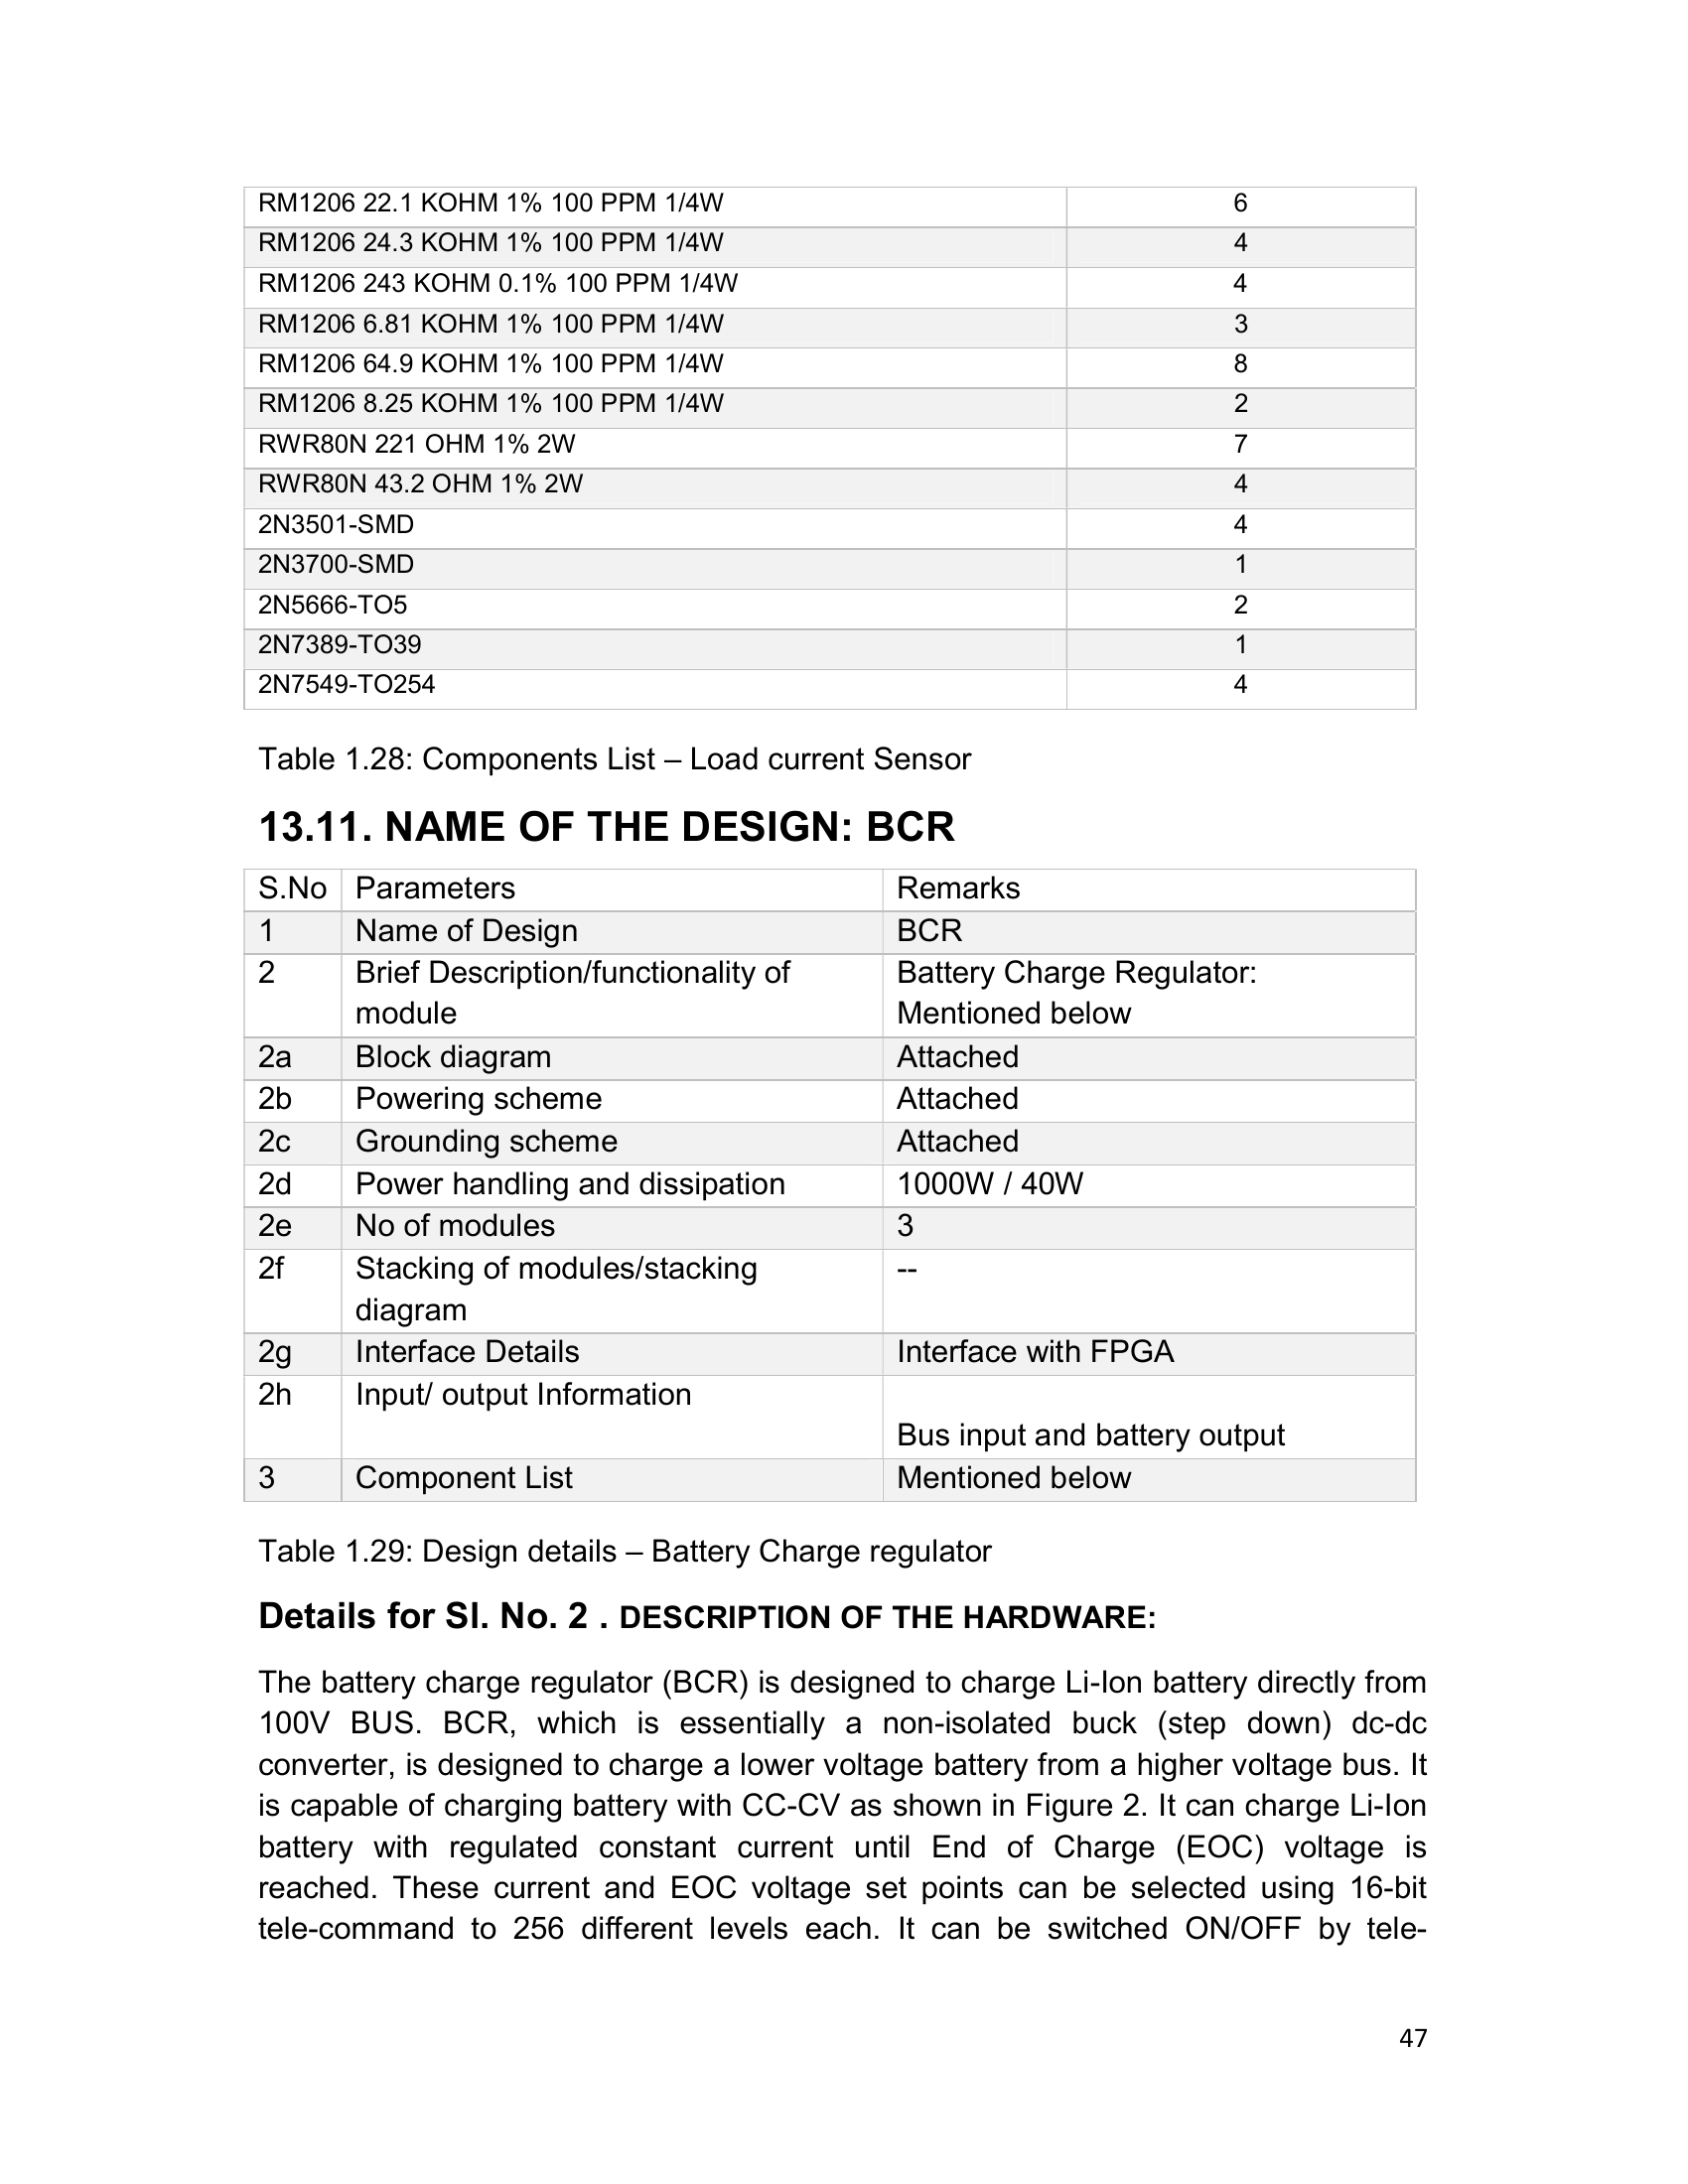 RM1206 22.1 KOHM 1% 100 PPM 1/4W 6
RM1206 24.3 KOHM 1% 100 PPM 1/4W 4
RM1206 243 KOHM 0.1% 100 PPM 1/4W 4
RM1206 6.81 KOHM 1% 100 PPM 1/4W 3
RM1206 64.9 KOHM 1% 100 PPM 1/4W 8
RM1206 8.25 KOHM 1% 100 PPM 1/4W 2
RWR80N 221 OHM 1% 2W 7
RWR80N 43.2 OHM 1% 2W 4
2N3501-SMD 4
2N3700-SMD 1
2N5666-TO5 2
2N7389-TO39 1
2N7549-TO254 4
Table 1.28: Components List – Load current Sensor
13.11. NAME OF THE DESIGN: BCR
S.No Parameters Remarks
1 Name of Design BCR
2 Brief Description/functionality of Battery Charge Regulator:
module Mentioned below
2a Block diagram Attached
2b Powering scheme Attached
2c Grounding scheme Attached
2d Power handling and dissipation 1000W / 40W
2e No of modules 3
2f Stacking of modules/stacking --
diagram
2g Interface Details Interface with FPGA
2h Input/ output Information
Bus input and battery output
3 Component List Mentioned below
Table 1.29: Design details – Battery Charge regulator
Details for Sl. No. 2 . DESCRIPTION OF THE HARDWARE:
The battery charge regulator (BCR) is designed to charge Li-Ion battery directly from
100V BUS. BCR, which is essentially a non-isolated buck (step down) dc-dc
converter, is designed to charge a lower voltage battery from a higher voltage bus. It
is capable of charging battery with CC-CV as shown in Figure 2. It can charge Li-Ion
battery with regulated constant current until End of Charge (EOC) voltage is
reached. These current and EOC voltage set points can be selected using 16-bit
tele-command to 256 different levels each. It can be switched ON/OFF by tele-
47